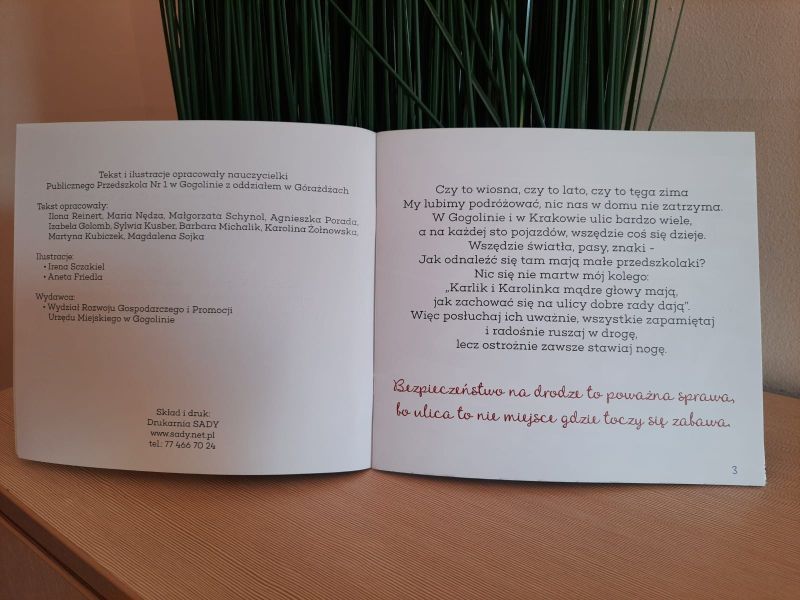 Tekst i ilustracje opracowały nauczycielki
Publicznego Przedszkola Nr 1 w Gogolinie z oddziałem w Górażdżach
Tekst opracowały:
Ilona Reinert, Maria Nędza, Małgorzata Schynol, Agnieszka Porada,
Izabela Golomb, Sylwia Kusber, Barbara Michalik, Karolina Żołnowska,
Martyna Kubiczek, Magdalena Sojka
Ilustracje:
• Irena Sczakiel
• Aneta Friedla
Wydawca:
• Wydział Rozwoju Gospodarczego i Promocji
Urzędu Miejskiego w Gogolinie
Skład i druk:
Drukarnia SADY
www.sady.net.pl
tel.: 77 466 70 24
Czy to wiosna, czy to lato, czy to tęga zima
My lubimy podróżować, nic nas w domu nie zatrzyma.
W Gogolinie i w Krakowie ulic bardzo wiele,
a na każdej sto pojazdów, wszędzie coś się dzieje.
Wszędzie światła, pasy, znaki -
Jak odnaleźć się tam mają małe przedszkolaki?
Nic się nie martw mój kolego:
„Karlik i Karolinka mądre głowy mają,
jak zachować się na ulicy dobre rady dają”.
Więc posłuchaj ich uważnie, wszystkie zapamiętaj
i radośnie ruszaj w drogę,
lecz ostrożnie zawsze stawiaj nogę.
Bezpieczeństwo na drodze to poważna sprawa,
bo ulica to nie miejsce gdzie toczy się zabawa.
3